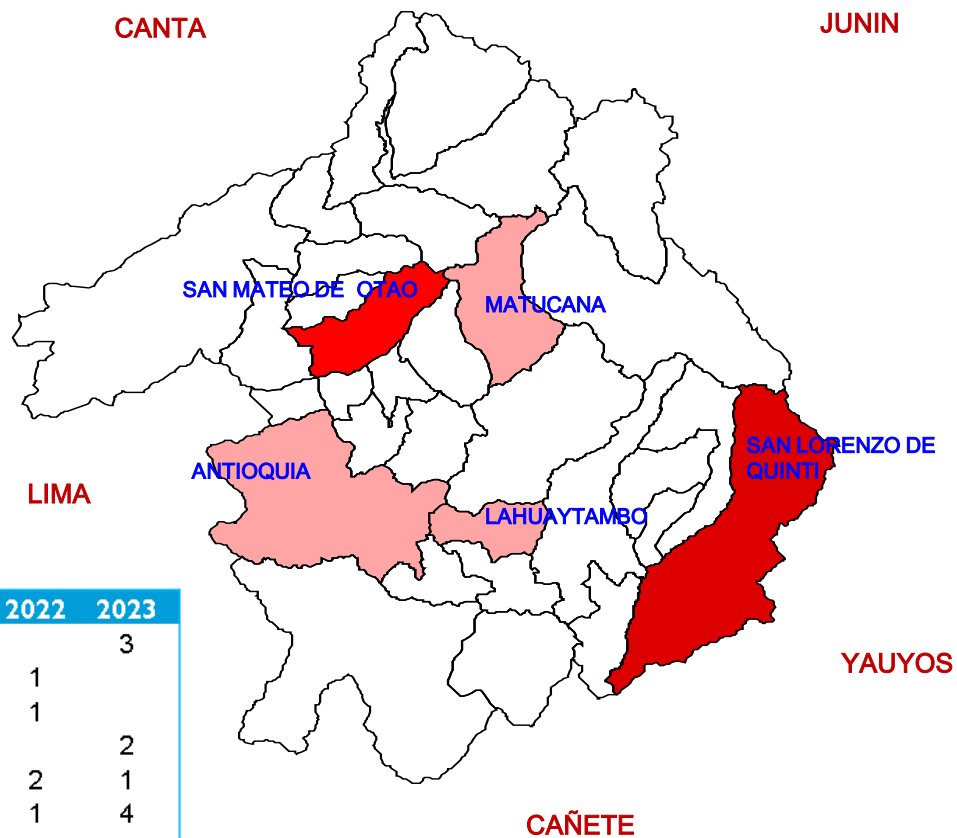 CANTA
JUNIN
SAN MATEO DE OTAO
MATUCANA
SAN LORENZO DE
QUINTI
ANTIOQUIA
LIMA
LAHUAYTAMBO
2022 2023
3
1
1
2
2 1
1 4
YAUYOS
CAÑETE